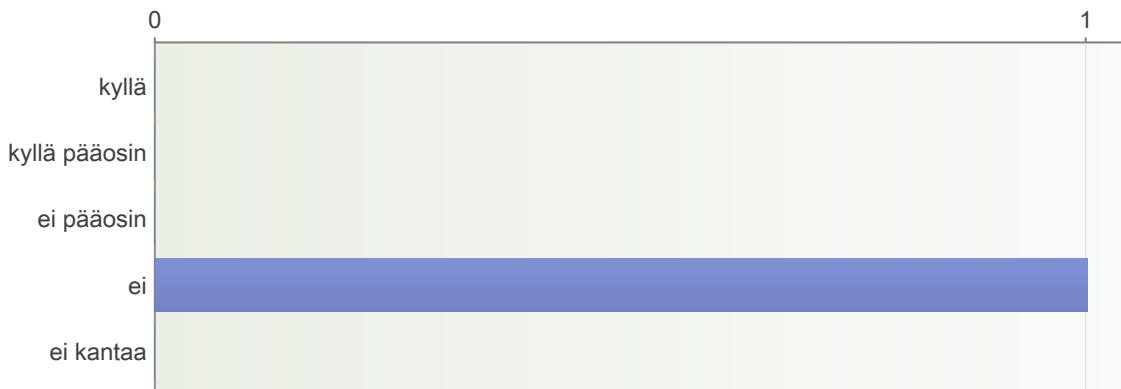 0 1
kyllä
kyllä pääosin
ei pääosin
ei
ei kantaa